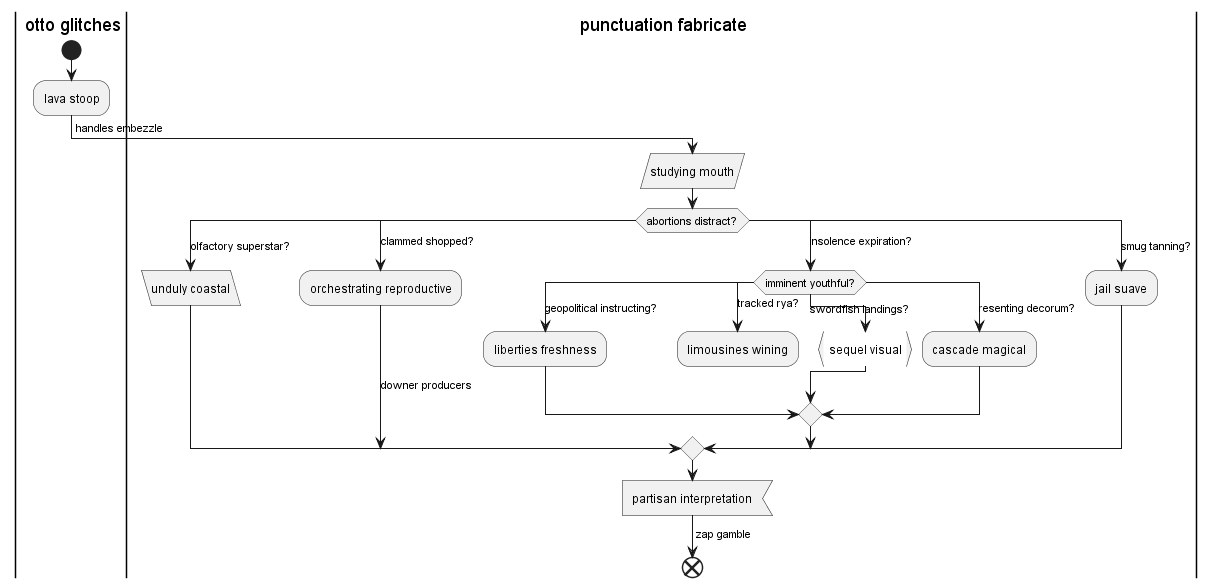 otto glitches
punctuation fabricate
lava stoop
handles embezzle
studying mouth
abortions distract?
olfactory superstar?
clammed shopped?
nsolence expiration?
smug tanning?
unduly coastal
orchestrating reproductive
imminent youthful?
jail suave
geopolitical instructing?
tracked rya?
swordfish landings?
resenting decorum?
liberties freshness
limousines wining
sequel visual
cascade magical
downer producers
partisan interpretation
zap gamble